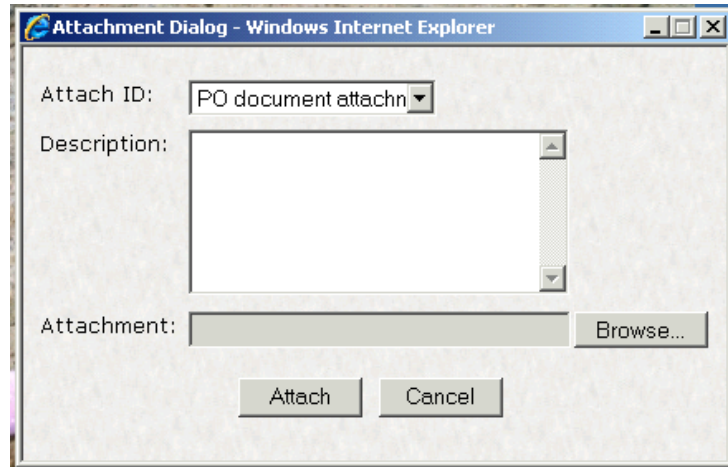 Attachment Dialog - Windows Internet Explorer
Attach ID: PO document attachn
Description:
Attachment: Browse...
Attach Cancel